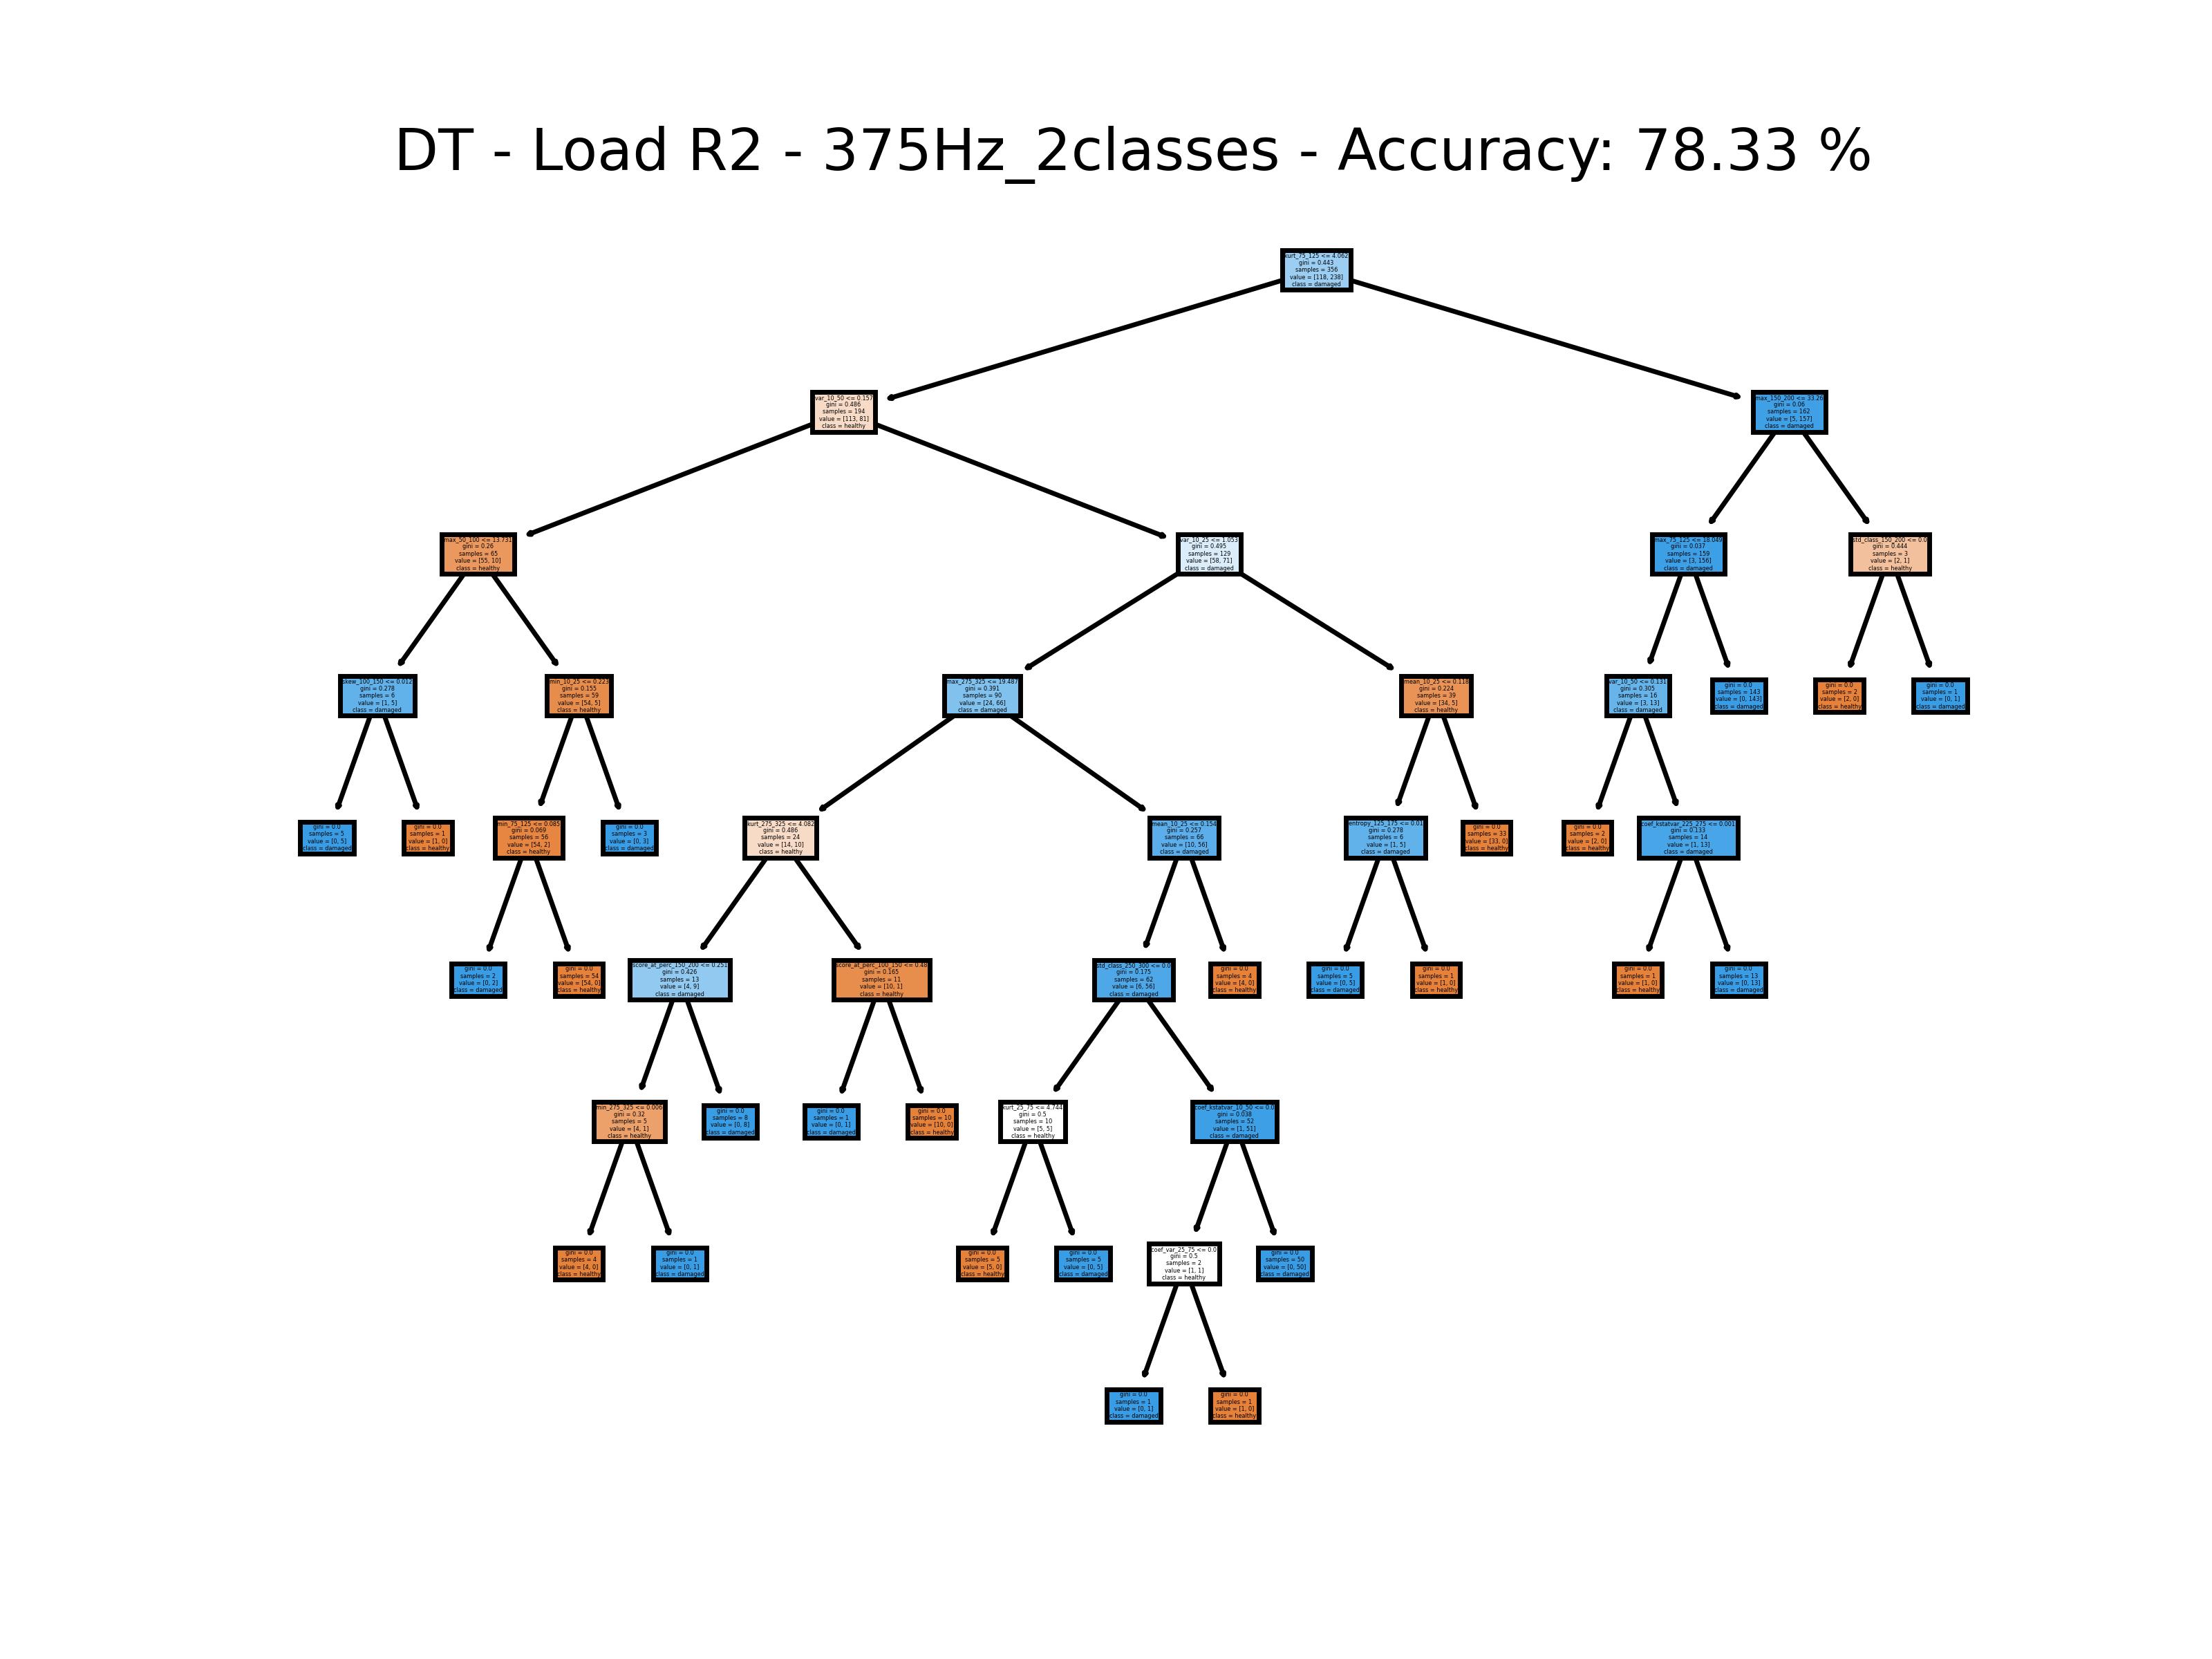 DT - Load R2 - 375Hz_2classes - Accuracy: 78.33 %
kurt_75_125 <= 4.062
gini = 0.443
samples = 356
value = [118, 238]
class = damaged
var_10_50 <= 0.157
gini = 0.486
samples = 194
value = [113, 81]
class = healthy
max_150_200 <= 33.26
gini = 0.06
samples = 162
value = [5, 157]
class = damaged
max_50_100 <= 13.731
gini = 0.26
samples = 65
value = [55, 10]
class = healthy
var_10_25 <= 1.053
gini = 0.495
samples = 129
value = [58, 71]
class = damaged
max_75_125 <= 18.049
gini = 0.037
samples = 159
value = [3, 156]
class = damaged
std_class_150_200 <= 0.0
gini = 0.444
samples = 3
value = [2, 1]
class = healthy
skew_100_150 <= 0.012
gini = 0.278
samples = 6
value = [1, 5]
class = damaged
min_10_25 <= 0.223
gini = 0.155
samples = 59
value = [54, 5]
class = healthy
max_275_325 <= 19.487
gini = 0.391
samples = 90
value = [24, 66]
class = damaged
mean_10_25 <= 0.118
gini = 0.224
samples = 39
value = [34, 5]
class = healthy
var_10_50 <= 0.131
gini = 0.305
samples = 16
value = [3, 13]
class = damaged
gini = 0.0
samples = 143
value = [0, 143]
class = damaged
gini = 0.0
samples = 2
value = [2, 0]
class = healthy
gini = 0.0
samples = 1
value = [0, 1]
class = damaged
gini = 0.0
samples = 5
value = [0, 5]
class = damaged
gini = 0.0
samples = 1
value = [1, 0]
class = healthy
min_75_125 <= 0.085
gini = 0.069
samples = 56
value = [54, 2]
class = healthy
gini = 0.0
samples = 3
value = [0, 3]
class = damaged
kurt_275_325 <= 4.082
gini = 0.486
samples = 24
value = [14, 10]
class = healthy
mean_10_25 <= 0.154
gini = 0.257
samples = 66
value = [10, 56]
class = damaged
entropy_125_175 <= 0.01
gini = 0.278
samples = 6
value = [1, 5]
class = damaged
gini = 0.0
samples = 33
value = [33, 0]
class = healthy
gini = 0.0
samples = 2
value = [2, 0]
class = healthy
coef_kstatvar_225_275 <= 0.001
gini = 0.133
samples = 14
value = [1, 13]
class = damaged
gini = 0.0
samples = 2
value = [0, 2]
class = damaged
gini = 0.0
samples = 54
value = [54, 0]
class = healthy
score_at_perc_150_200 <= 0.251
gini = 0.426
samples = 13
value = [4, 9]
class = damaged
score_at_perc_100_150 <= 0.48
gini = 0.165
samples = 11
value = [10, 1]
class = healthy
std_class_250_300 <= 0.0
gini = 0.175
samples = 62
value = [6, 56]
class = damaged
gini = 0.0
samples = 4
value = [4, 0]
class = healthy
gini = 0.0
samples = 5
value = [0, 5]
class = damaged
gini = 0.0
samples = 1
value = [1, 0]
class = healthy
gini = 0.0
samples = 1
value = [1, 0]
class = healthy
gini = 0.0
samples = 13
value = [0, 13]
class = damaged
min_275_325 <= 0.006
gini = 0.32
samples = 5
value = [4, 1]
class = healthy
gini = 0.0
samples = 8
value = [0, 8]
class = damaged
gini = 0.0
samples = 1
value = [0, 1]
class = damaged
gini = 0.0
samples = 10
value = [10, 0]
class = healthy
kurt_25_75 <= 4.744
gini = 0.5
samples = 10
value = [5, 5]
class = healthy
coef_kstatvar_10_50 <= 0.0
gini = 0.038
samples = 52
value = [1, 51]
class = damaged
gini = 0.0
samples = 4
value = [4, 0]
class = healthy
gini = 0.0
samples = 1
value = [0, 1]
class = damaged
gini = 0.0
samples = 5
value = [5, 0]
class = healthy
gini = 0.0
samples = 5
value = [0, 5]
class = damaged
coef_var_25_75 <= 0.0
gini = 0.5
samples = 2
value = [1, 1]
class = healthy
gini = 0.0
samples = 50
value = [0, 50]
class = damaged
gini = 0.0
samples = 1
value = [0, 1]
class = damaged
gini = 0.0
samples = 1
value = [1, 0]
class = healthy